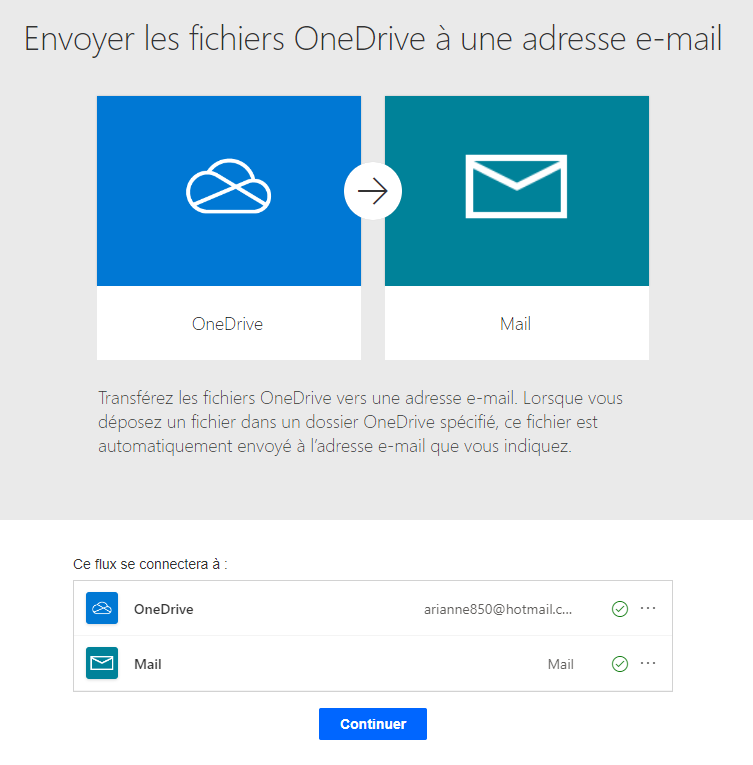 Envoyer les fichiers OneDrive à une adresse e-mail
OneDrive
Mail
Transférez les fichiers OneDrive vers une adresse e-mail. Lorsque vous
déposez un fichier dans un dossier OneDrive spécifié, ce fichier est
automatiquement envoyé à l’adresse e-mail que vous indiquez.
Ce flux se connectera à :
OneDrive arianne850@hotmail.c...
Mail Mail
Continuer